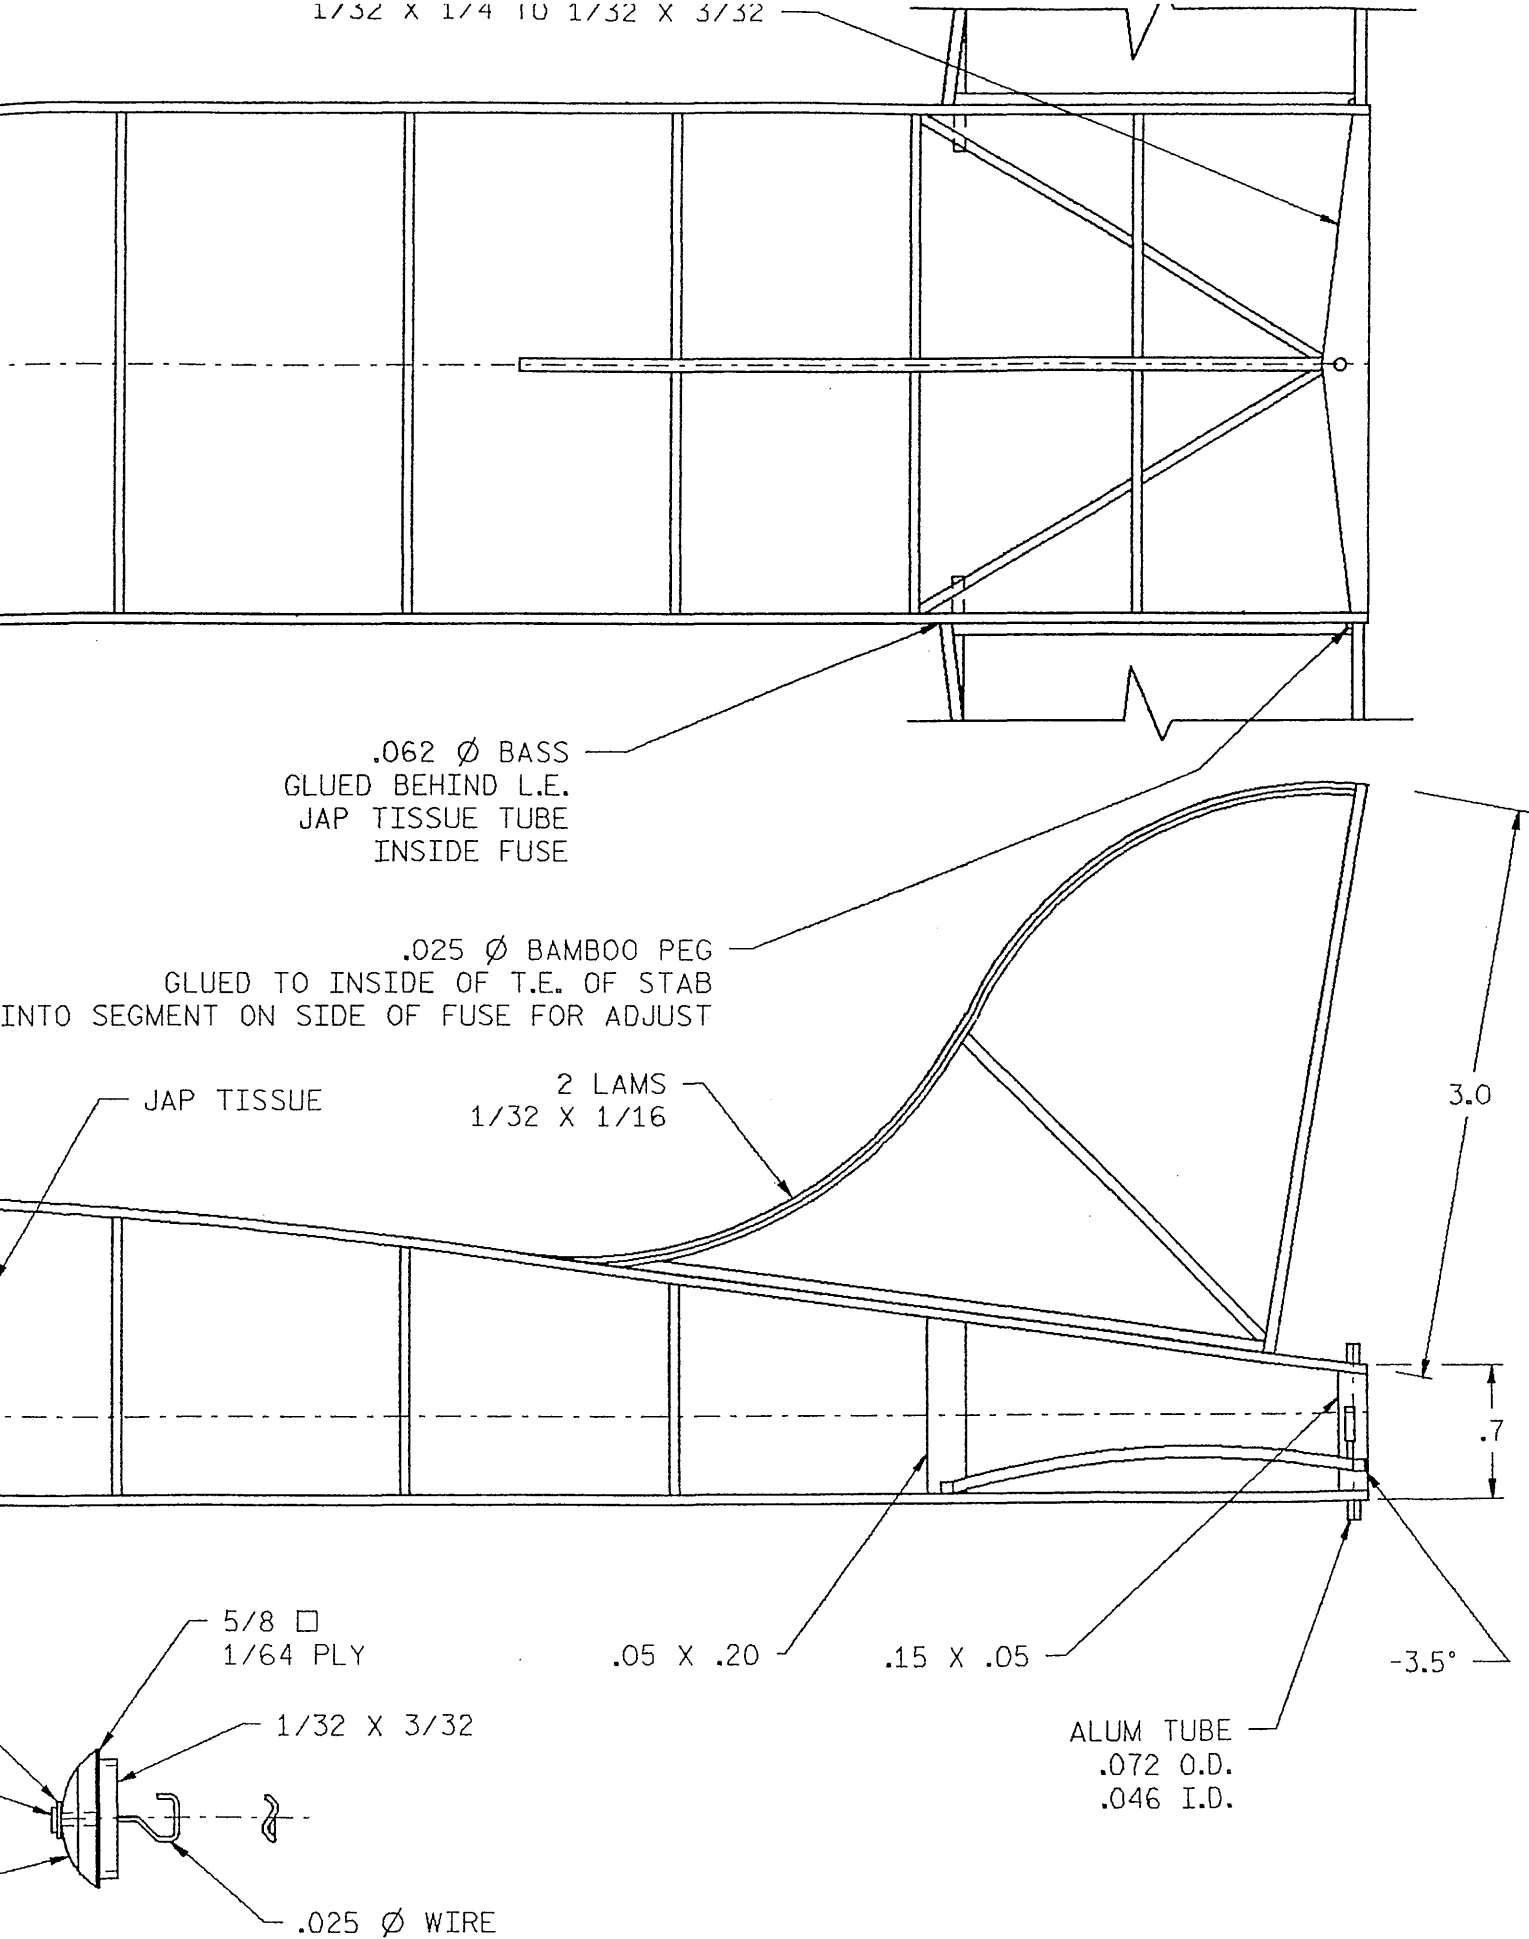 1/32 X 1/4 TO 1/32 X 3/32
.062 Ø BASS
GLUED BEHIND L.E.
JAP TISSUE TUBE
INSIDE FUSE
.025 Ø BAMBOO PEG
GLUED TO INSIDE OF T.E. OF STAB
INTO SEGMENT ON SIDE OF FUSE FOR ADJUST
JAP TISSUE
2 LAMS
1/32 X 1/16
3.0
.7
5/8 □
1/64 PLY
.05 X .20
.15 X .05
-3.5°
1/32 X 3/32
ALUM TUBE
.072 O.D.
.046 I.D.
.025 Ø WIRE